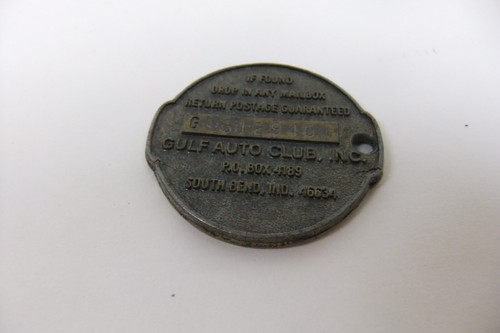 IF FOUND
DROP IN ANY MAILBOX
RETURN POSTAGE GUARANTEED
GULF AUTO CLUB, INC.
P.O. BOX 4189
SOUTH BEND, IND. 46634